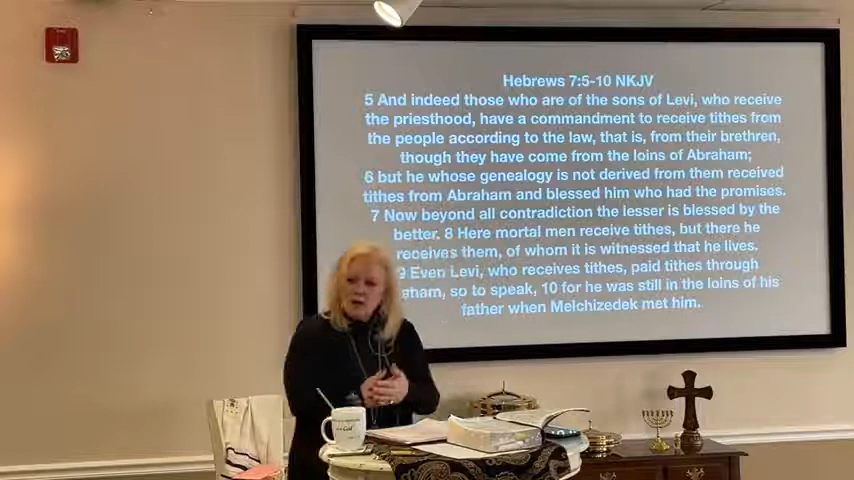 Hebrews 7:5-10 NKJV
5 And indeed those who are of the sons of Levi, who receive
the priesthood, have a commandment to receive tithes from
the people according to the law, that is, from their brethren,
though they have come from the loins of Abraham;
6 but he whose genealogy is not derived from them received
tithes from Abraham and blessed him who had the promises.
7 Now beyond all contradiction the lesser is blessed by the
better. 8 Here mortal men receive tithes, but there he
receives them, of whom it is witnessed that he lives.
9 Even Levi, who receives tithes, paid tithes through
ham, so to speak, 10 for he was still in the loins of his
father when Melchizedek met him.